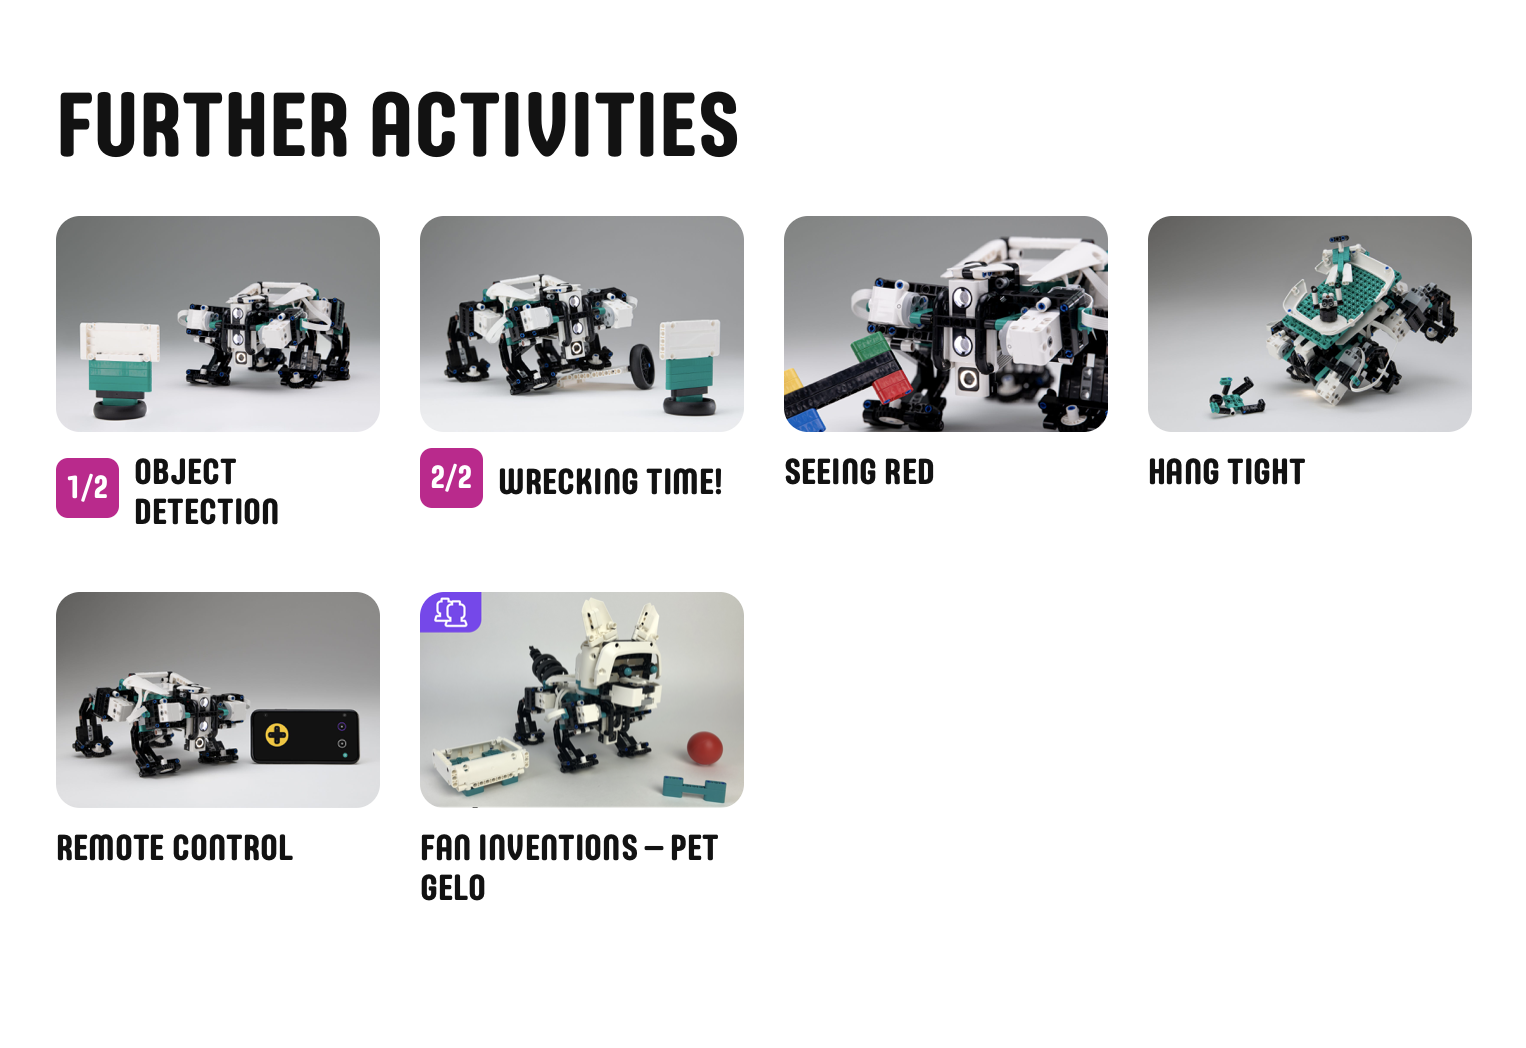 FURTHER ACTIVITIES
1/2
OBJECT
DETECTION
2/2
WRECKING TIME!
SEEING RED
HANG TIGHT
REMOTE CONTROL
FAN INVENTIONS – PET
GELO